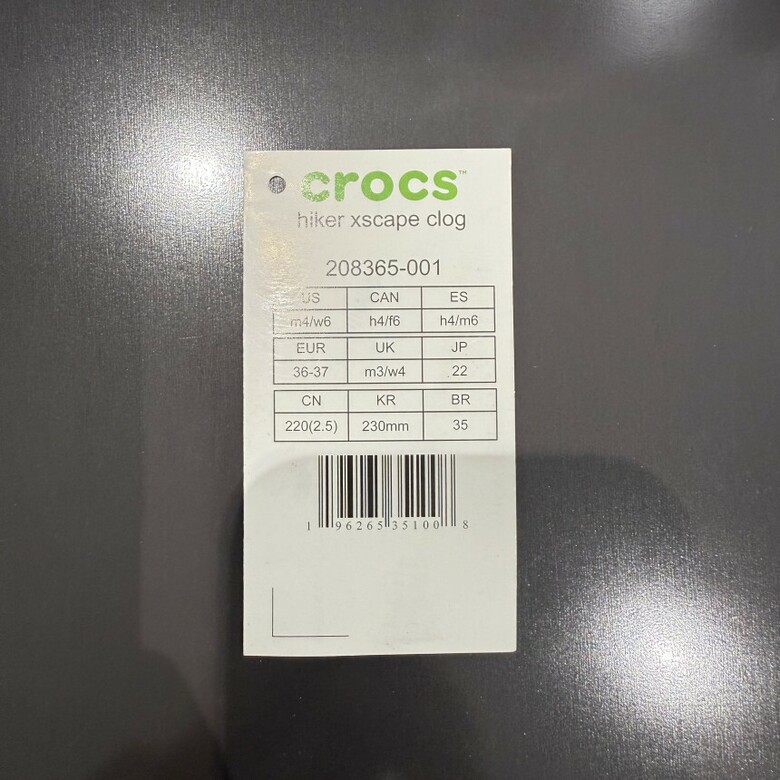 crocs™
hiker xscape clog
208365-001
US CAN ES
m4/w6 h4/f6 h4/m6
EUR UK JP
36-37 m3/w4 22
CN KR BR
220(2.5) 230mm 35
1 96265 35100 8